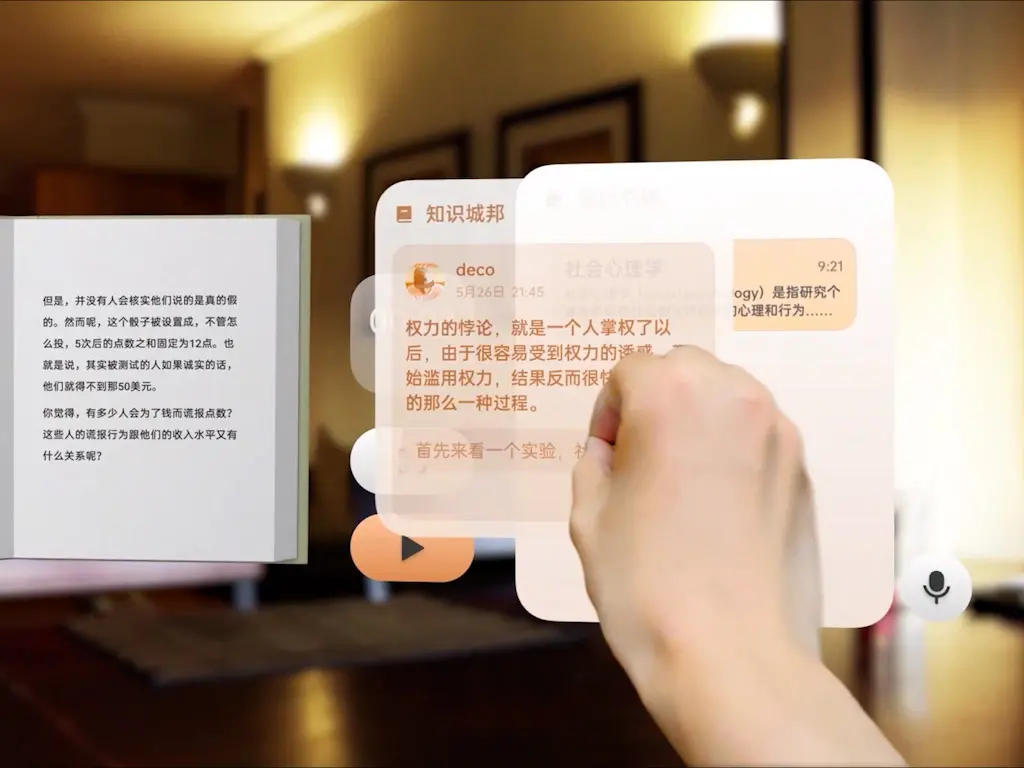 但是，并没有人会核实他们说的是真的假
的。然而呢，这个骰子被设置成，不管怎
么投，5次后的点数之和固定为12点。也
就是说，其实被测试的人如果诚实的话，
他们就得不到那50美元。
你觉得，有多少人会为了钱而谎报点数？
这些人的谎报行为跟他们的收入水平又有
什么关系呢？
知识城邦
deco
5月26日 21:45
权力的悖论，就是一个人掌权了以
后，由于很容易受到权力的诱惑，开
始滥用权力，结果反而很快
的那么一种过程。
首先来看一个实验，社
社会心理学
9:21
ogy）是指研究个
心理和行为……